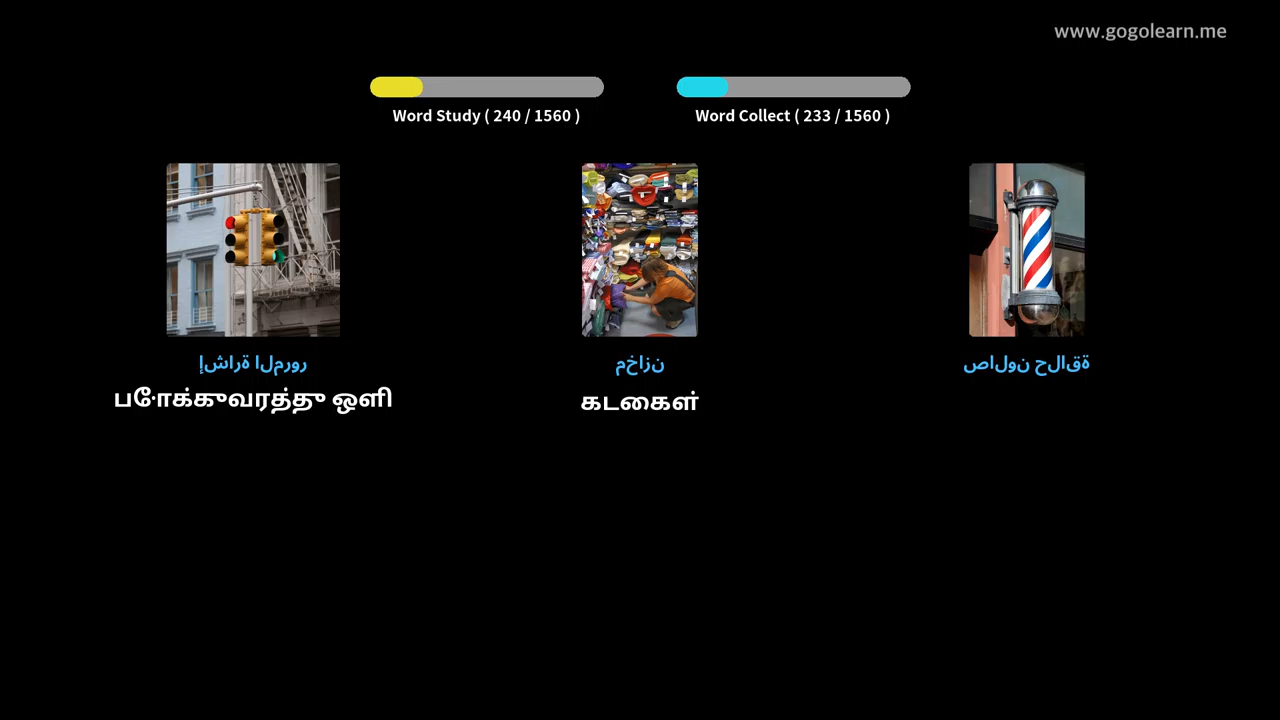 www.gogolearn.me
Word Study ( 240 / 1560 )
Word Collect ( 233 / 1560 )
إشارة المرور
مخازن
صالون حلاقة
போக்குவரத்து ஒளி
கடைகள்